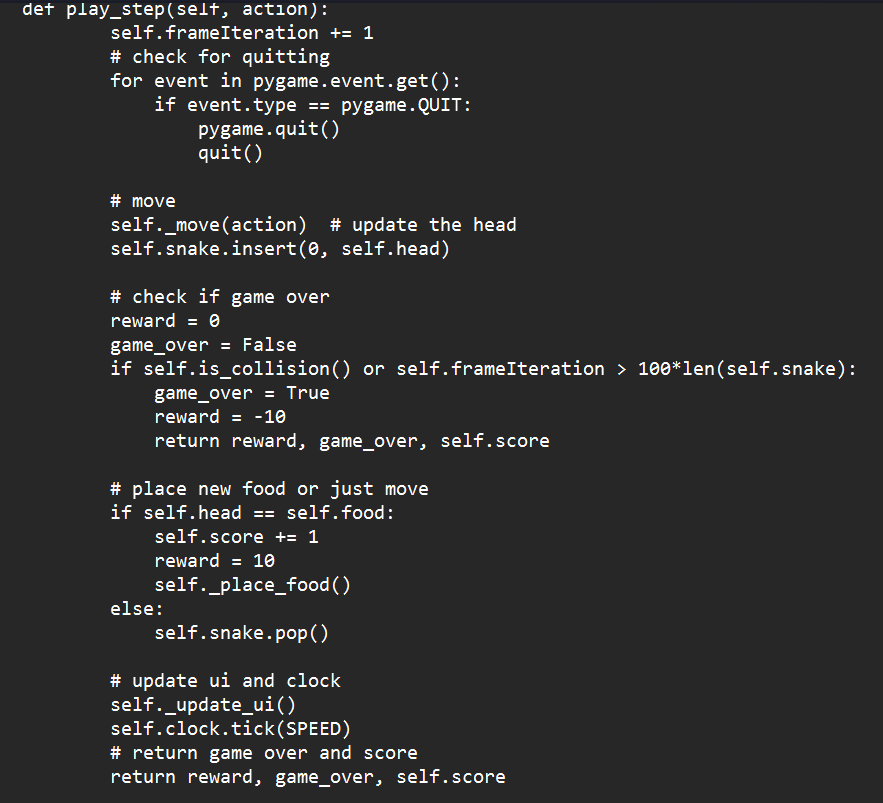 def play_step(self, action):
        self.frameIteration += 1
        # check for quitting
        for event in pygame.event.get():
            if event.type == pygame.QUIT:
                pygame.quit()
                quit()

        # move
        self._move(action)  # update the head
        self.snake.insert(0, self.head)

        # check if game over
        reward = 0
        game_over = False
        if self.is_collision() or self.frameIteration > 100*len(self.snake):
            game_over = True
            reward = -10
            return reward, game_over, self.score

        # place new food or just move
        if self.head == self.food:
            self.score += 1
            reward = 10
            self._place_food()
        else:
            self.snake.pop()

        # update ui and clock
        self._update_ui()
        self.clock.tick(SPEED)
        # return game over and score
        return reward, game_over, self.score